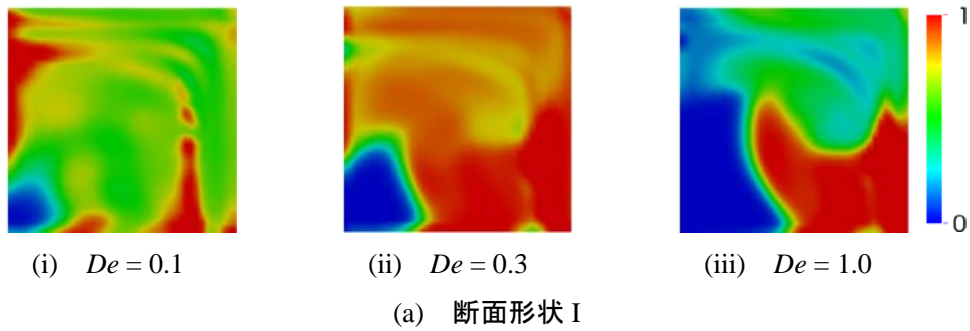 1
0
(i) De = 0.1
(ii) De = 0.3
(iii) De = 1.0
(a) 断面形状 I